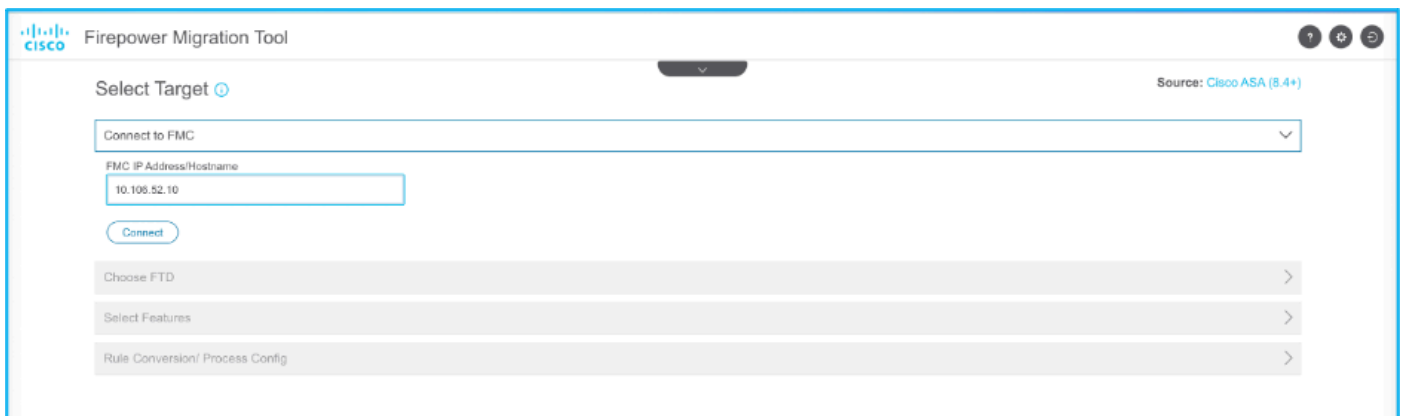 CISCO Firepower Migration Tool
Select Target
Source: Cisco ASA (8.4+)
Connect to FMC
FMC IP Address/Hostname
10.106.52.10
Connect
Choose FTD
Select Features
Rule Conversion/ Process Config